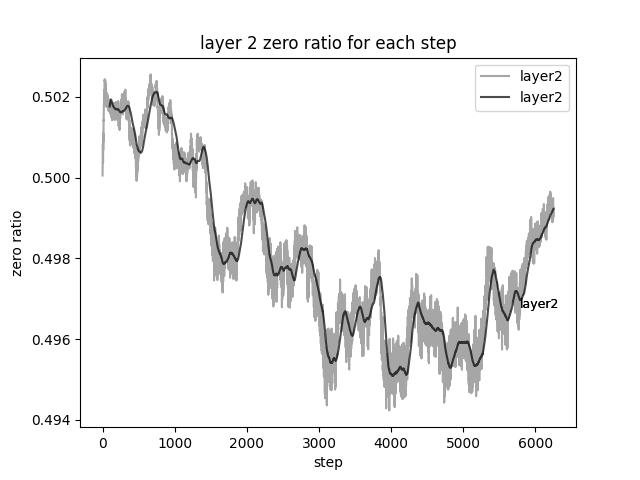 layer 2 zero ratio for each step
layer2
layer2
0.502
0.500
0.498
0.496
0.494
zero ratio
layer2
0
1000
2000
3000
4000
5000
6000
step